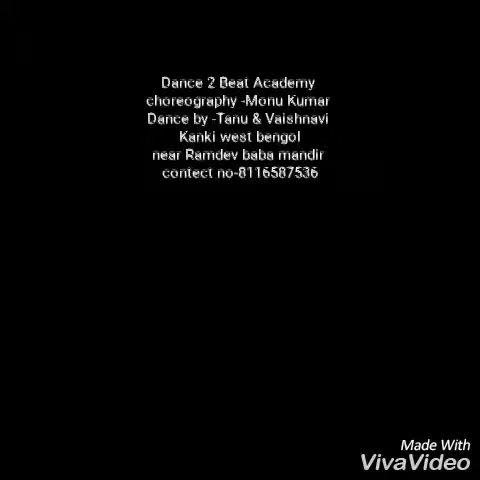 Dance 2 Beat Academy
choreography -Monu Kumar
Dance by -Tanu & Vaishnavi
Kanki west bengol
near Ramdev baba mandir
contect no-8116587536
Made With
VivaVideo